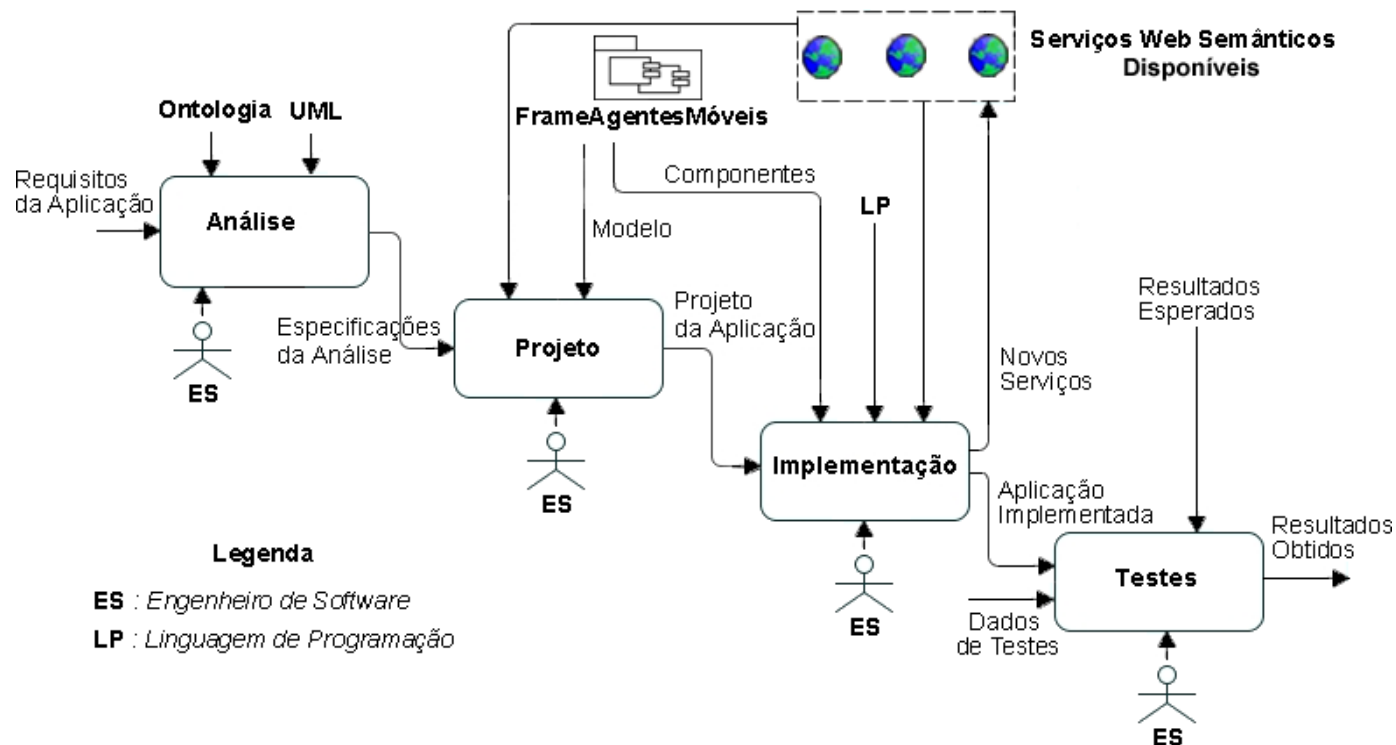 Serviços Web Semânticos
Disponíveis
FrameAgentesMóveis
Ontologia UML
Requisitos
da Aplicação
Análise
Componentes
LP
Modelo
Especificações
da Análise
ES
Projeto
Projeto
da Aplicação
ES
Novos
Serviços
Resultados
Esperados
Implementação
Aplicação
Implementada
ES
Resultados
Obtidos
Testes
Dados
de Testes
ES
Legenda
ES : Engenheiro de Software
LP : Linguagem de Programação